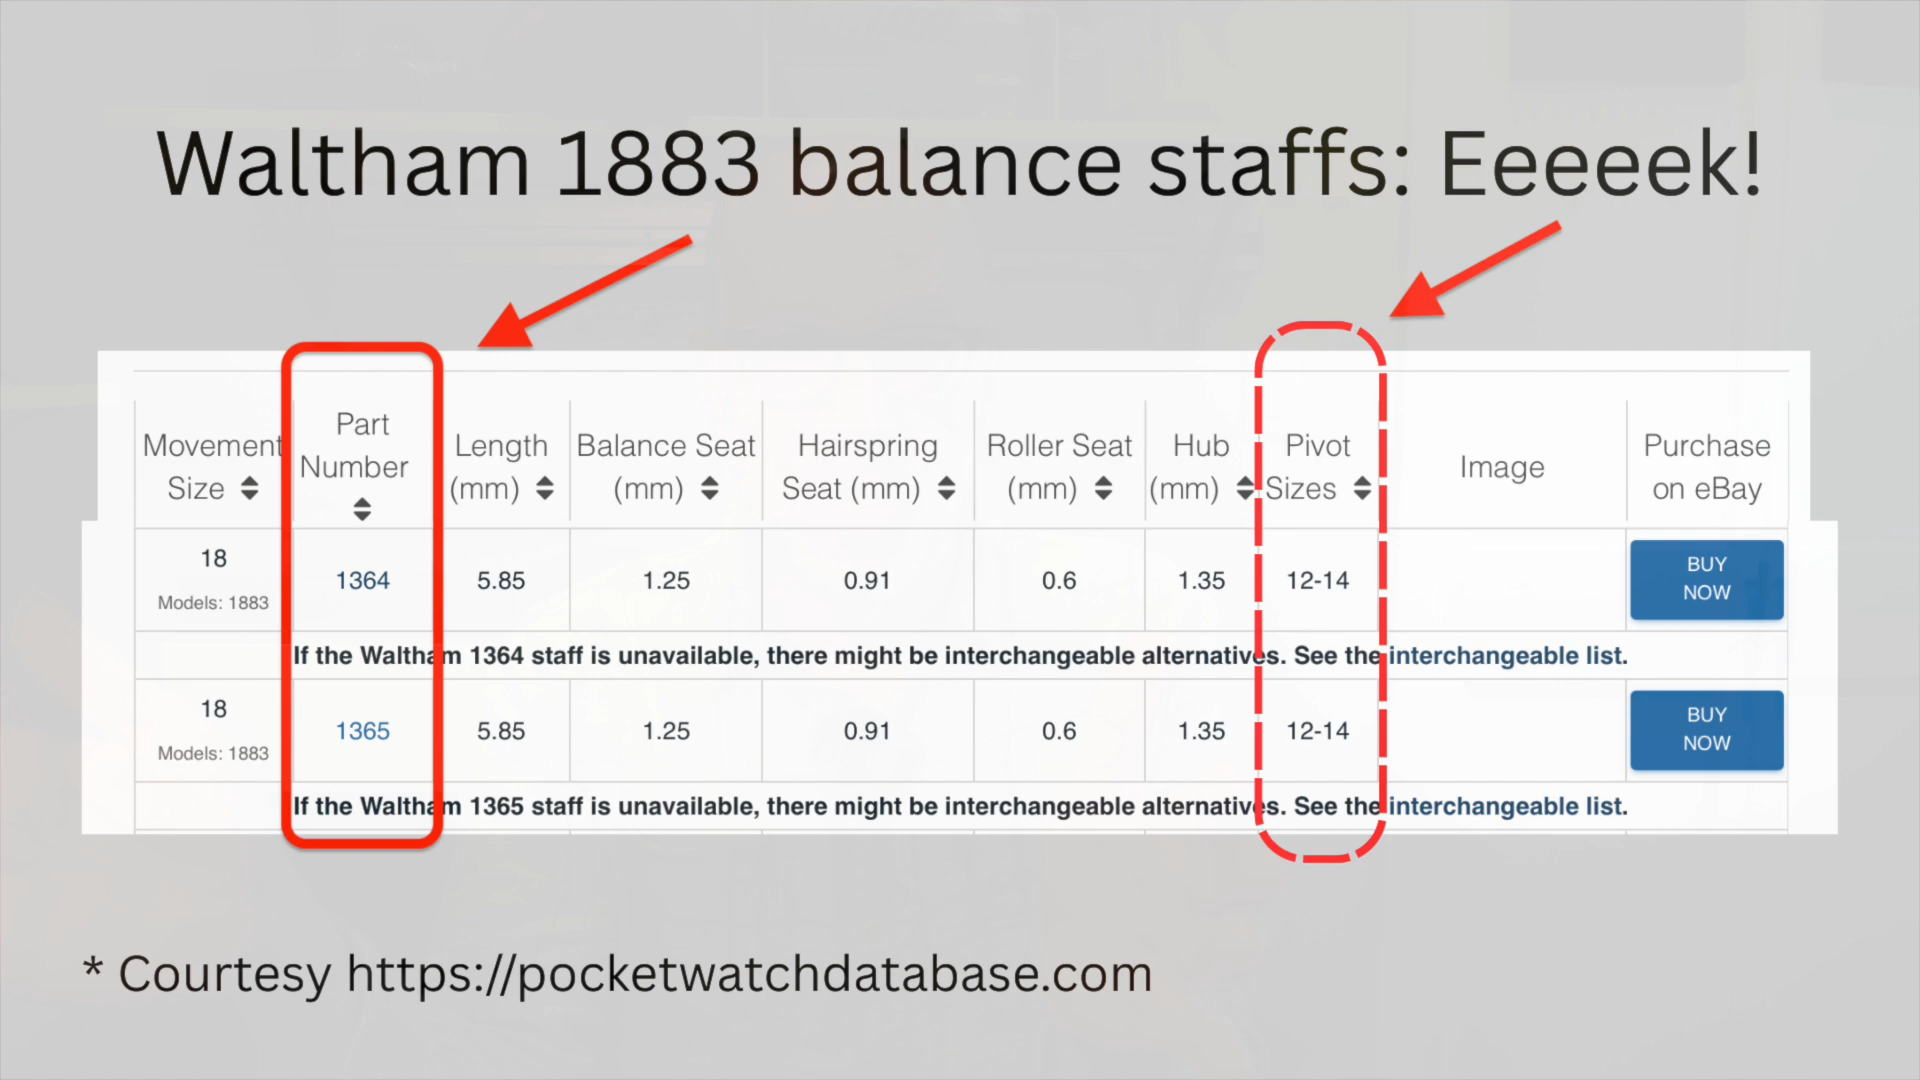 Waltham 1883 balance staffs: Eeeeek!
Movement Size
Part Number
Length (mm)
Balance Seat (mm)
Hairspring Seat (mm)
Roller Seat (mm)
Hub (mm)
Pivot Sizes
Image
Purchase on eBay
18 Models: 1883 1364 5.85 1.25 0.91 0.6 1.35 12-14 BUY NOW
If the Waltham 1364 staff is unavailable, there might be interchangeable alternatives. See the interchangeable list.
18 Models: 1883 1365 5.85 1.25 0.91 0.6 1.35 12-14 BUY NOW
If the Waltham 1365 staff is unavailable, there might be interchangeable alternatives. See the interchangeable list.
* Courtesy https://pocketwatchdatabase.com